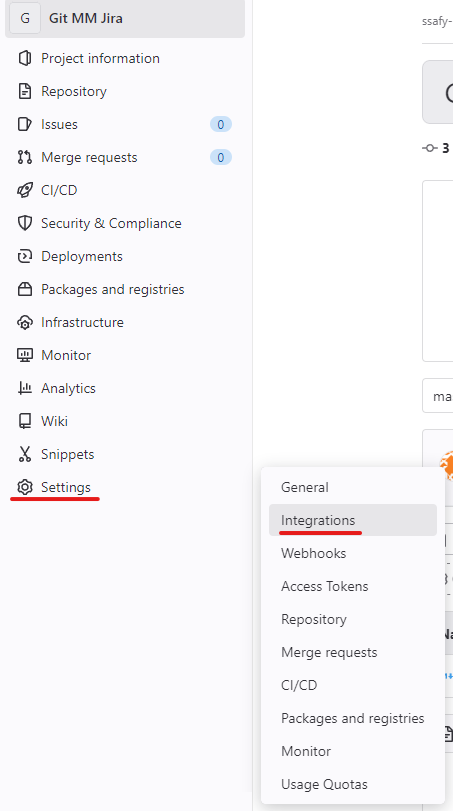 G Git MM Jira
ssafy-
Project information
Repository
Issues 0
3
Merge requests 0
CI/CD
Security & Compliance
Deployments
Packages and registries
Infrastructure
Monitor
Analytics
ma
Wiki
Snippets
Settings
General
Integrations
Webhooks
Access Tokens
Repository
Merge requests
CI/CD
Packages and registries
Monitor
Usage Quotas